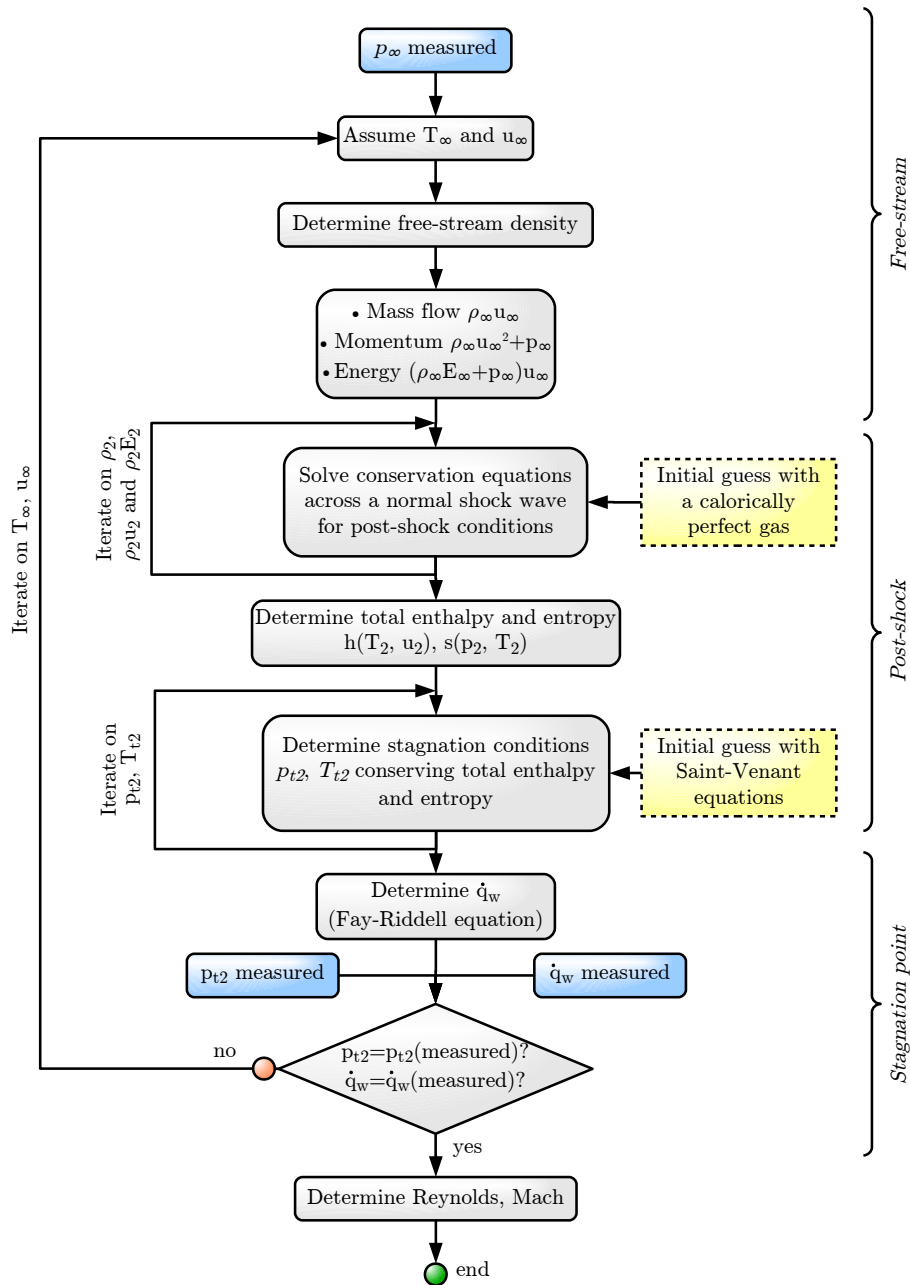 p∞ measured
Assume T∞ and u∞
Determine free-stream density
• Mass flow ρ∞u∞
• Momentum ρ∞u∞²+p∞
• Energy (ρ∞E∞+p∞)u∞
Free-stream
Iterate on ρ2,
ρ2u2 and ρ2E2
Solve conservation equations
across a normal shock wave
for post-shock conditions
Initial guess with
a calorically
perfect gas
Iterate on T∞, u∞
Determine total enthalpy and entropy
h(T2, u2), s(p2, T2)
Post-shock
Iterate on
pt2, Tt2
Determine stagnation conditions
pt2, Tt2 conserving total enthalpy
and entropy
Initial guess with
Saint-Venant
equations
Determine q̇w
(Fay-Riddell equation)
pt2 measured
q̇w measured
Stagnation point
no
pt2=pt2(measured)?
q̇w=q̇w(measured)?
yes
Determine Reynolds, Mach
end